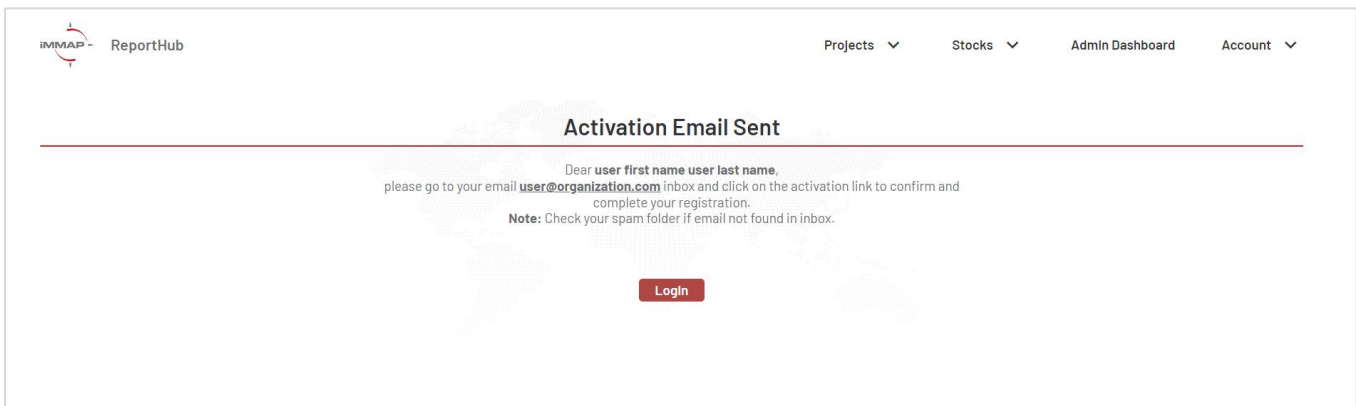 iMMAP
ReportHub
Projects
Stocks
Admin Dashboard
Account
Activation Email Sent
Dear user first name user last name,
please go to your email user@organization.com inbox and click on the activation link to confirm and
complete your registration.
Note: Check your spam folder if email not found in inbox.
Login